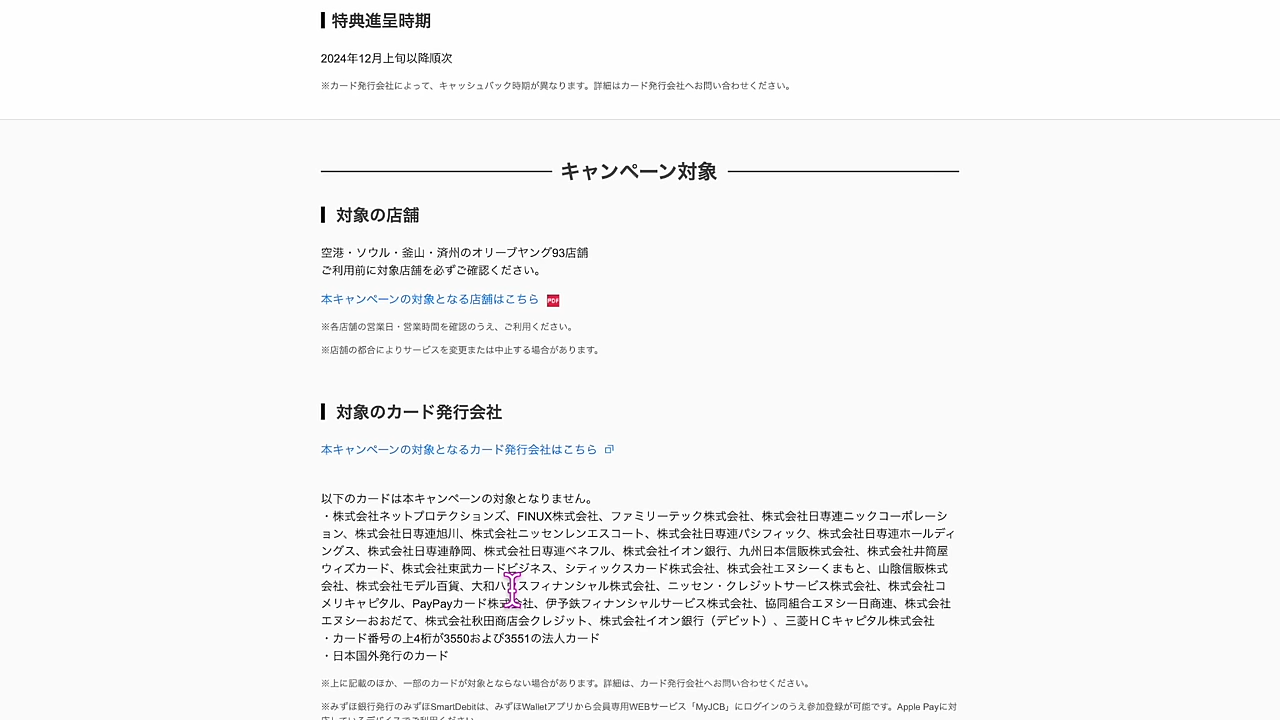 特典進呈時期
2024年12月上旬以降順次
※カード発行会社によって、キャッシュバック時期が異なります。詳細はカード発行会社へお問い合わせください。
キャンペーン対象
対象の店舗
空港・ソウル・釜山・済州のオリーブヤング93店舗
ご利用前に対象店舗を必ずご確認ください。
本キャンペーンの対象となる店舗はこちら PDF
※各店舗の営業日・営業時間を確認のうえ、ご利用ください。
※店舗の都合によりサービスを変更または中止する場合があります。
対象のカード発行会社
本キャンペーンの対象となるカード発行会社はこちら
以下のカードは本キャンペーンの対象となりません。
・株式会社ネットプロテクションズ、FINUX株式会社、ファミリーテック株式会社、株式会社日専連ニックコーポレーシ
ョン、株式会社日専連旭川、株式会社ニッセンレンエスコート、株式会社日専連パシフィック、株式会社日専連ホールディ
ングス、株式会社日専連静岡、株式会社日専連ベネフル、株式会社イオン銀行、九州日本信販株式会社、株式会社井筒屋
ウィズカード、株式会社東武カードビジネス、シティックスカード株式会社、株式会社エヌシーくまもと、山陰信販株式
会社、株式会社モデル百貨、大和ハウスフィナンシャル株式会社、ニッセン・クレジットサービス株式会社、株式会社コ
メリキャピタル、PayPayカード株式会社、伊予鉄フィナンシャルサービス株式会社、協同組合エヌシー日商連、株式会社
エヌシーおおだて、株式会社秋田商店会クレジット、株式会社イオン銀行（デビット）、三菱ＨＣキャピタル株式会社
・カード番号の上4桁が3550および3551の法人カード
・日本国外発行のカード
※上に記載のほか、一部のカードが対象とならない場合があります。詳細は、カード発行会社へお問い合わせください。
※みずほ銀行発行のみずほSmartDebitは、みずほWalletアプリから会員専用WEBサービス「MyJCB」にログインのうえ参加登録が可能です。Apple Payに対
応しているデバイスでご利用ください。